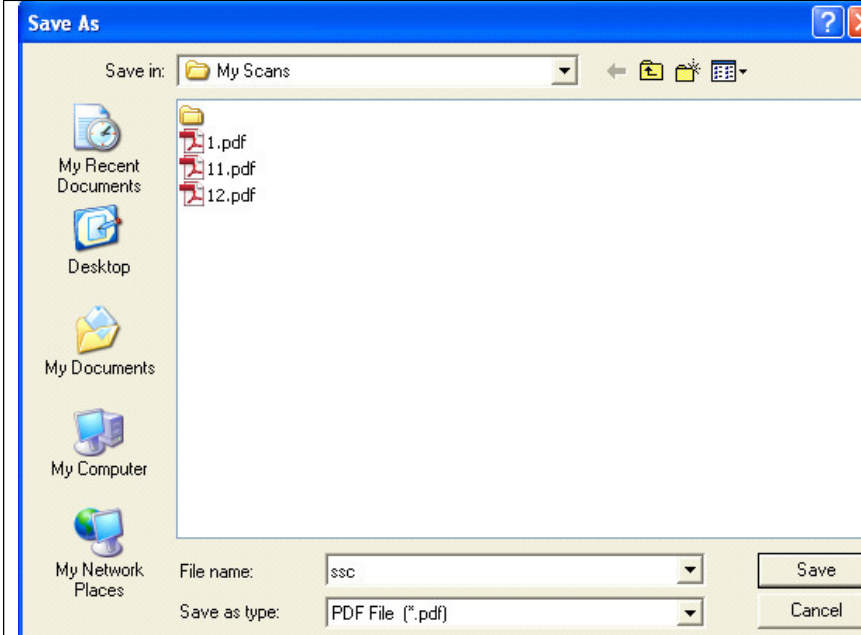 Save As
Save in: My Scans
1.pdf
11.pdf
12.pdf
My Recent
Documents
Desktop
My Documents
My Computer
My Network
Places
File name: ssc Save
Save as type: PDF File (*.pdf) Cancel